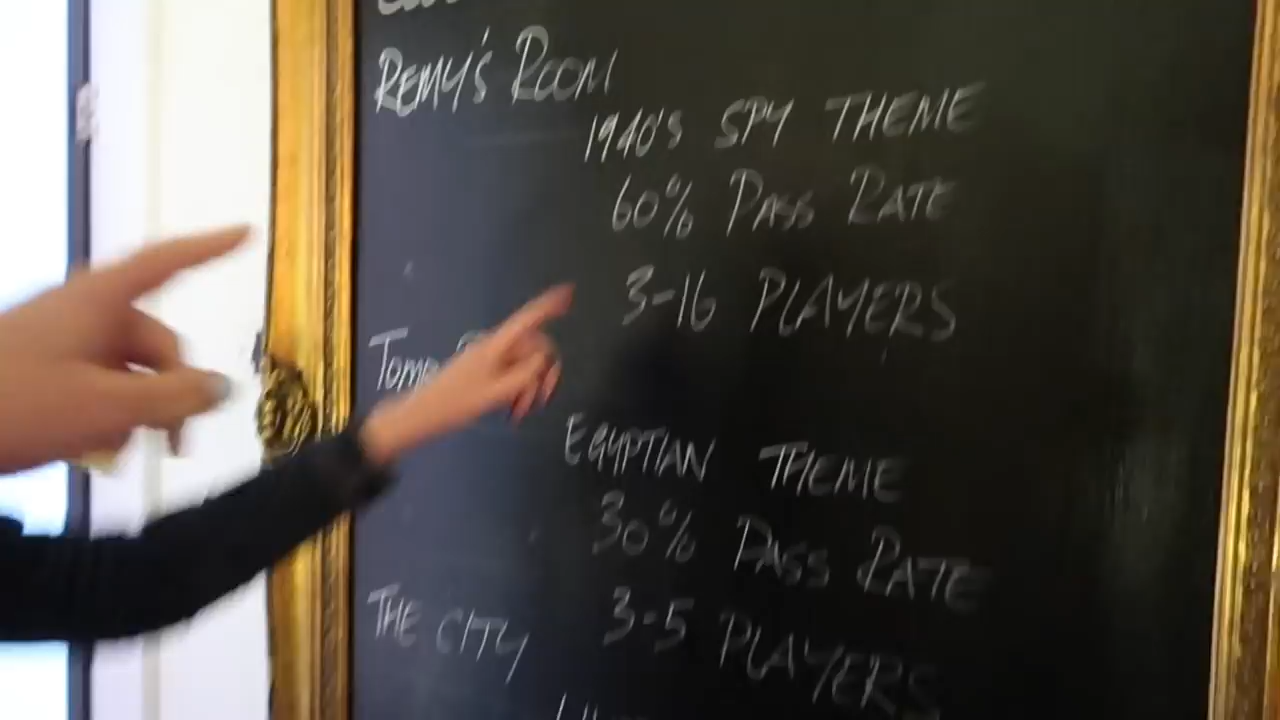 REMY'S ROOM
1940'S SPY THEME
60% PASS RATE
3-16 PLAYERS
EGYPTIAN THEME
30% PASS RATE
3-5 PLAYERS
THE CITY